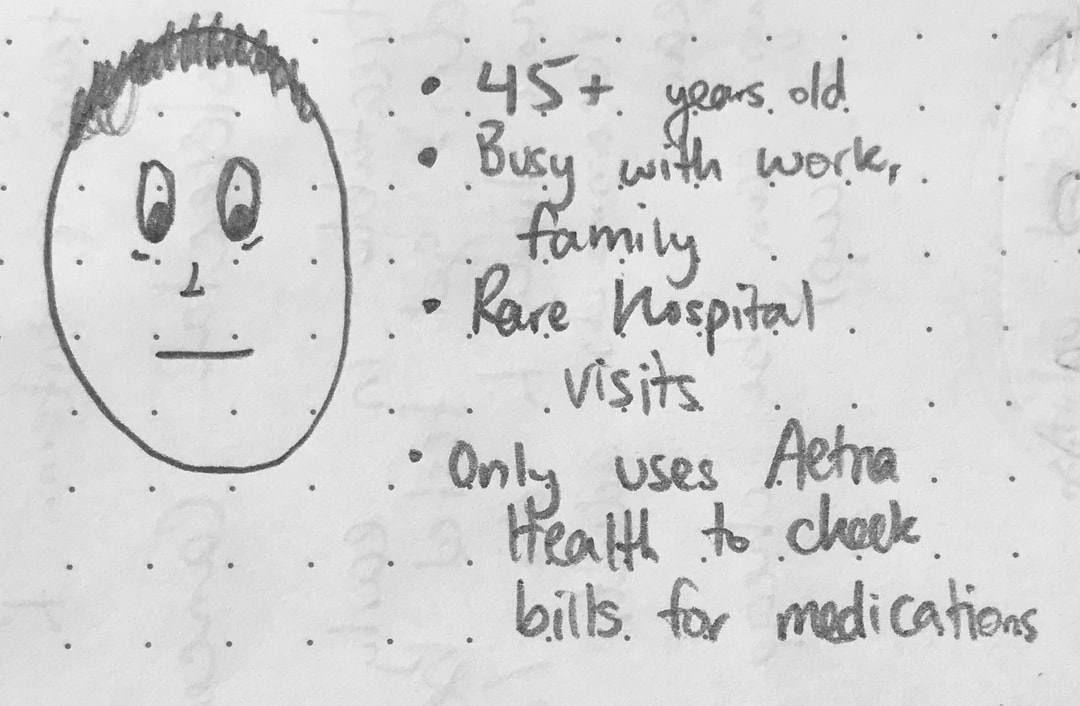 • 45+ years old
• Busy with work,
family
• Rare Hospital
visits
• Only uses Aetna
Health to check
bills for medications